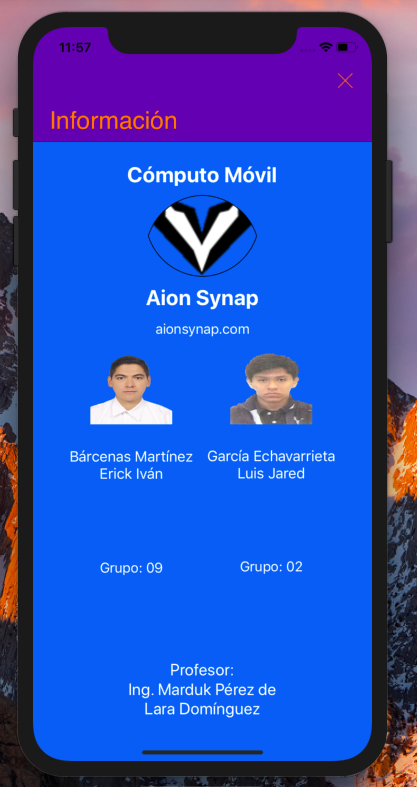 11:57
Información
Cómputo Móvil
Aion Synap
aionsynap.com
Bárcenas Martínez
Erick Iván
García Echavarrieta
Luis Jared
Grupo: 09
Grupo: 02
Profesor:
Ing. Marduk Pérez de
Lara Domínguez